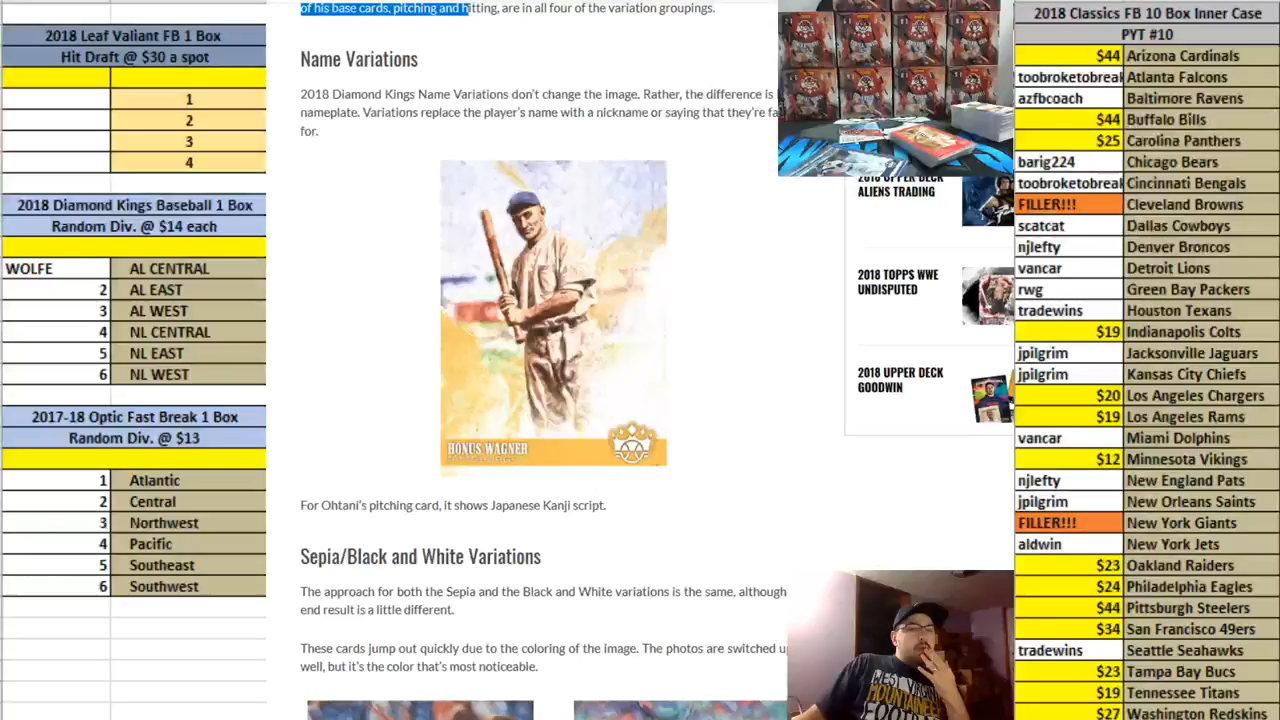 2018 Leaf Valiant FB 1 Box
Hit Draft @ $30 a spot
1
2
3
4
2018 Diamond Kings Baseball 1 Box
Random Div. @ $14 each
WOLFE AL CENTRAL
2 AL EAST
3 AL WEST
4 NL CENTRAL
5 NL EAST
6 NL WEST
2017-18 Optic Fast Break 1 Box
Random Div. @ $13
1 Atlantic
2 Central
3 Northwest
4 Pacific
5 Southeast
6 Southwest
of his base cards, pitching and hitting, are in all four of the variation groupings.
Name Variations
2018 Diamond Kings Name Variations don't change the image. Rather, the difference is
nameplate. Variations replace the player's name with a nickname or saying that they're fa
for.
HONUS WAGNER
For Ohtani's pitching card, it shows Japanese Kanji script.
Sepia/Black and White Variations
The approach for both the Sepia and the Black and White variations is the same, although
end result is a little different.
These cards jump out quickly due to the coloring of the image. The photos are switched u
well, but it's the color that's most noticeable.
2018 UPPER DECK
ALIENS TRADING
2018 TOPPS WWE
UNDISPUTED
2018 UPPER DECK
GOODWIN
WEST VIRGINIA
MOUNTAINEE
FOOTBALL
2018 Classics FB 10 Box Inner Case
PYT #10
$44 Arizona Cardinals
toobroketobreak Atlanta Falcons
azfbcoach Baltimore Ravens
$44 Buffalo Bills
$25 Carolina Panthers
barig224 Chicago Bears
toobroketobreak Cincinnati Bengals
FILLER!!! Cleveland Browns
scatcat Dallas Cowboys
njlefty Denver Broncos
vancar Detroit Lions
rwg Green Bay Packers
tradewins Houston Texans
$19 Indianapolis Colts
jpilgrim Jacksonville Jaguars
jpilgrim Kansas City Chiefs
$20 Los Angeles Chargers
$19 Los Angeles Rams
vancar Miami Dolphins
$12 Minnesota Vikings
njlefty New England Pats
jpilgrim New Orleans Saints
FILLER!!! New York Giants
aldwin New York Jets
$23 Oakland Raiders
$24 Philadelphia Eagles
$44 Pittsburgh Steelers
$34 San Francisco 49ers
tradewins Seattle Seahawks
$23 Tampa Bay Bucs
$19 Tennessee Titans
$27 Washington Redskins